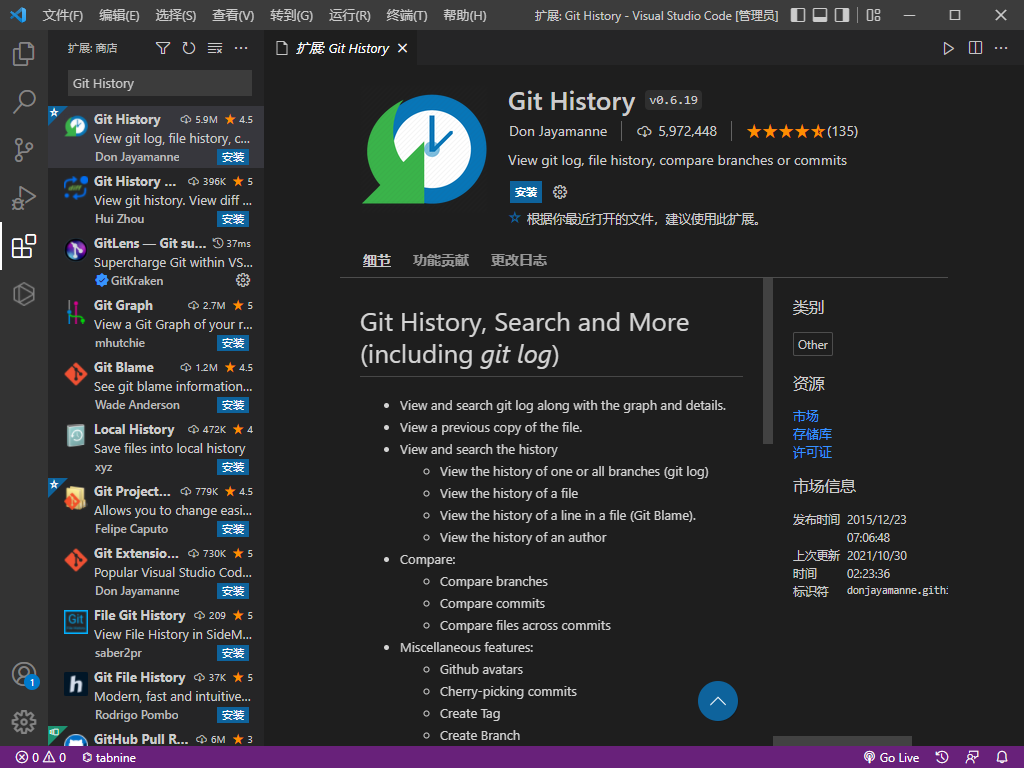 文件(F) 编辑(E) 选择(S) 查看(V) 转到(G) 运行(R) 终端(T) 帮助(H) 扩展: Git History - Visual Studio Code [管理员]
扩展: 商店
Git History
Git History 5.9M 4.5
View git log, file history, c...
Don Jayamanne 安装
Git History ... 396K 5
View git history. View diff ...
Hui Zhou 安装
GitLens — Git su... 37ms
Supercharge Git within VS...
GitKraken
Git Graph 2.7M 5
View a Git Graph of your r...
mhutchie 安装
Git Blame 1.2M 4.5
See git blame information...
Wade Anderson 安装
Local History 472K 4
Save files into local history
xyz 安装
Git Project... 779K 4.5
Allows you to change easi...
Felipe Caputo 安装
Git Extensio... 730K 5
Popular Visual Studio Cod...
Don Jayamanne 安装
Git
File Git History 209 5
View File History in SideM...
saber2pr 安装
h
Git File History 37K 5
Modern, fast and intuitive...
Rodrigo Pombo 安装
GitHub Pull R... 6M 3
1
扩展: Git History
Git History v0.6.19
Don Jayamanne 5,972,448 (135)
View git log, file history, compare branches or commits
安装
根据你最近打开的文件，建议使用此扩展。
细节 功能贡献 更改日志
Git History, Search and More
(including git log)
• View and search git log along with the graph and details.
• View a previous copy of the file.
• View and search the history
◦ View the history of one or all branches (git log)
◦ View the history of a file
◦ View the history of a line in a file (Git Blame).
◦ View the history of an author
• Compare:
◦ Compare branches
◦ Compare commits
◦ Compare files across commits
• Miscellaneous features:
◦ Github avatars
◦ Cherry-picking commits
◦ Create Tag
◦ Create Branch
类别
Other
资源
市场
存储库
许可证
市场信息
发布时间 2015/12/23
07:06:48
上次更新 2021/10/30
时间 02:23:36
标识符 donjayamanne.githi
0 0 tabnine Go Live